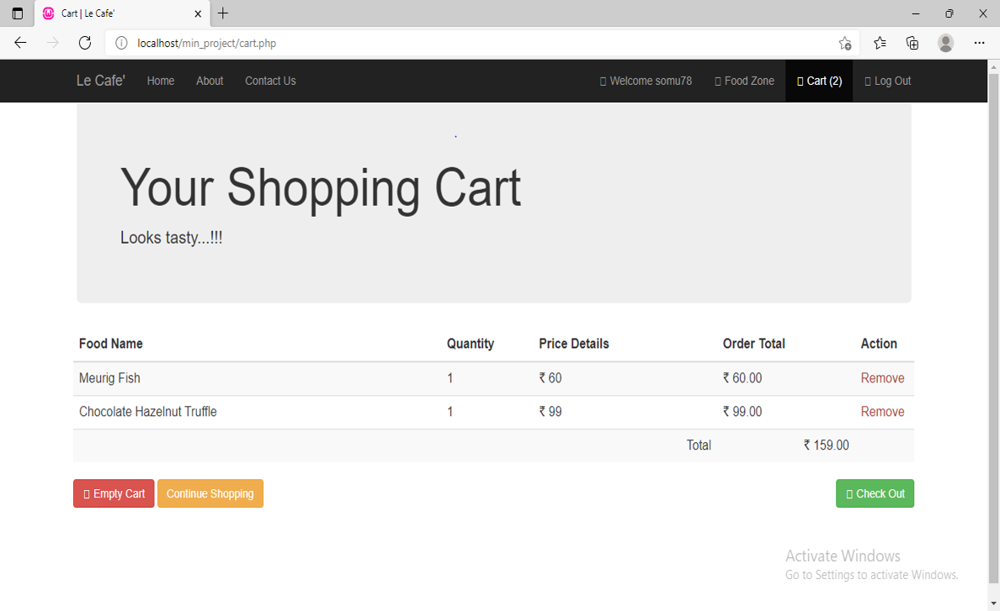 Cart | Le Cafe'
localhost/min_project/cart.php
Le Cafe' Home About Contact Us Welcome somu78 Food Zone Cart (2) Log Out
Your Shopping Cart
Looks tasty...!!!
Food Name Quantity Price Details Order Total Action
Meurig Fish 1 ₹ 60 ₹ 60.00 Remove
Chocolate Hazelnut Truffle 1 ₹ 99 ₹ 99.00 Remove
Total ₹ 159.00
Empty Cart Continue Shopping Check Out
Activate Windows
Go to Settings to activate Windows.